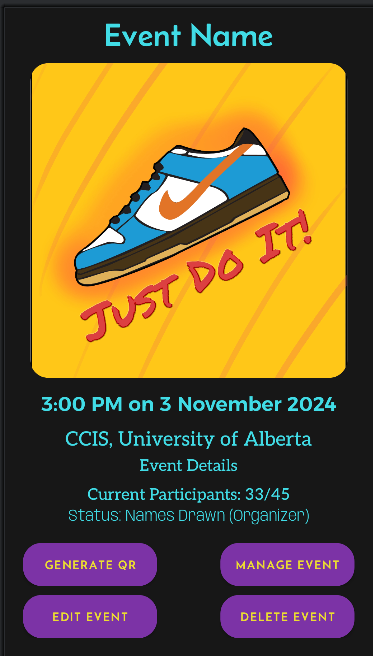 Event Name
JUST DO IT!
3:00 PM on 3 November 2024
CCIS, University of Alberta
Event Details
Current Participants: 33/45
Status: Names Drawn (Organizer)
GENERATE QR
MANAGE EVENT
EDIT EVENT
DELETE EVENT